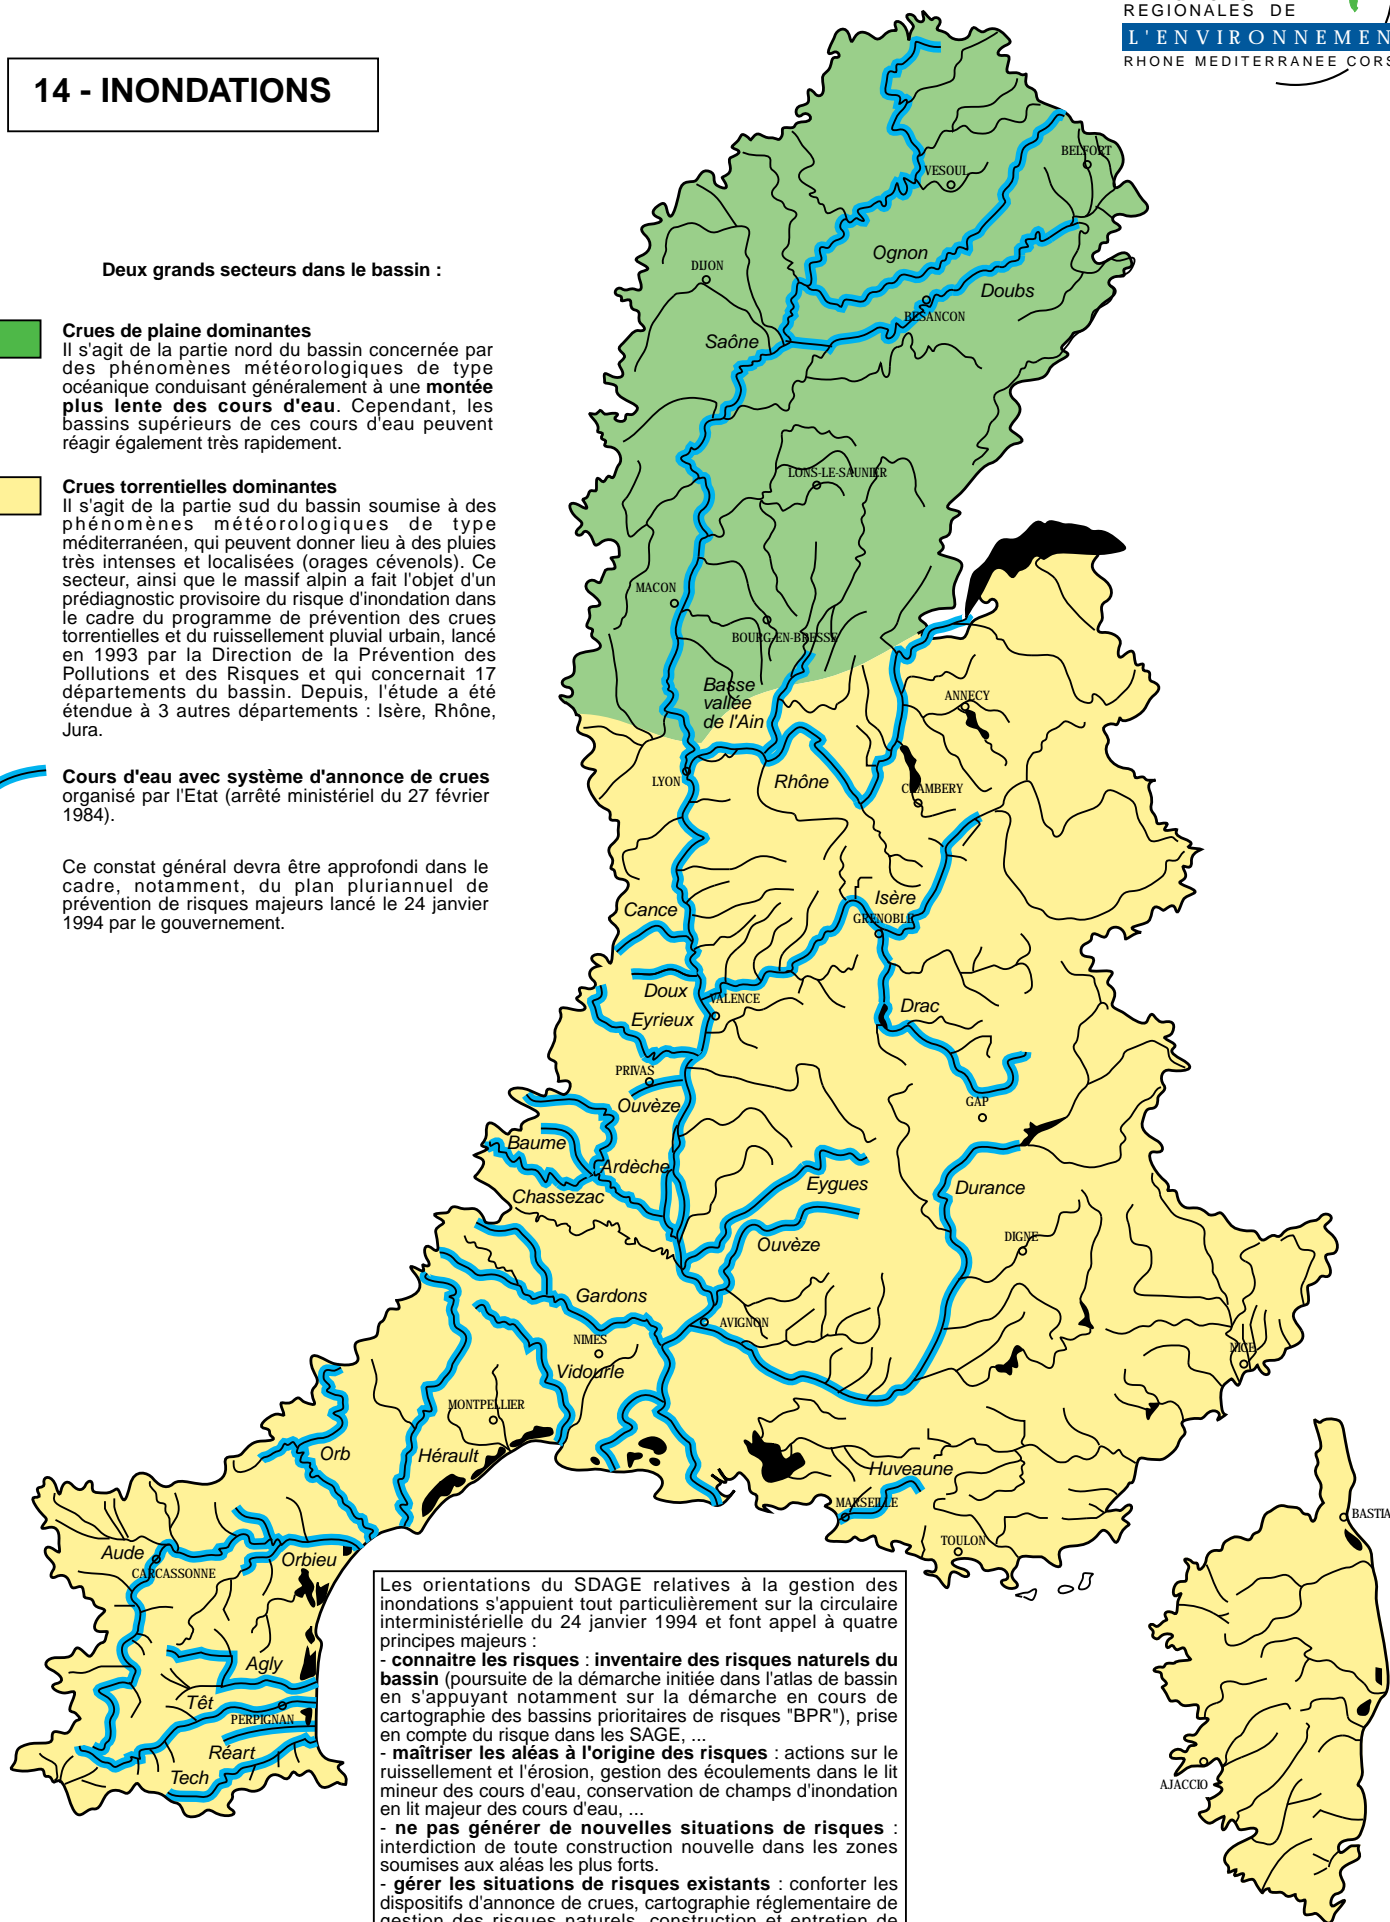 REGIONALES DE
L'ENVIRONNEMEN
RHONE MEDITERRANEE CORS
14 - INONDATIONS
Deux grands secteurs dans le bassin :
Crues de plaine dominantes
Il s'agit de la partie nord du bassin concernée par
des phénomènes météorologiques de type
océanique conduisant généralement à une montée
plus lente des cours d'eau. Cependant, les
bassins supérieurs de ces cours d'eau peuvent
réagir également très rapidement.
Crues torrentielles dominantes
Il s'agit de la partie sud du bassin soumise à des
phénomènes météorologiques de type
méditerranéen, qui peuvent donner lieu à des pluies
très intenses et localisées (orages cévenols). Ce
secteur, ainsi que le massif alpin a fait l'objet d'un
prédiagnostic provisoire du risque d'inondation dans
le cadre du programme de prévention des crues
torrentielles et du ruissellement pluvial urbain, lancé
en 1993 par la Direction de la Prévention des
Pollutions et des Risques et qui concernait 17
départements du bassin. Depuis, l'étude a été
étendue à 3 autres départements : Isère, Rhône,
Jura.
Cours d'eau avec système d'annonce de crues
organisé par l'Etat (arrêté ministériel du 27 février
1984).
Ce constat général devra être approfondi dans le
cadre, notamment, du plan pluriannuel de
prévention de risques majeurs lancé le 24 janvier
1994 par le gouvernement.
BELFORT
VESOUL
Ognon
DIJON
Doubs
BESANCON
Saône
LONS-LE-SAUNIER
MACON
BOURG-EN-BRESSE
Basse
vallée
de l'Ain
ANNECY
LYON
Rhône
CHAMBERY
Isère
Cance
GRENOBLE
Doux
VALENCE
Drac
Eyrieux
PRIVAS
GAP
Ouvèze
Baume
Ardèche
Chassezac
Eygues
Durance
Ouvèze
DIGNE
Gardons
AVIGNON
NIMES
NICE
Vidourle
MONTPELLIER
Orb
Hérault
Huveaune
MARSEILLE
BASTIA
TOULON
Aude
Orbieu
CARCASSONNE
Agly
Têt
PERPIGNAN
Réart
Tech
AJACCIO
Les orientations du SDAGE relatives à la gestion des
inondations s'appuient tout particulièrement sur la circulaire
interministérielle du 24 janvier 1994 et font appel à quatre
principes majeurs :
- connaitre les risques : inventaire des risques naturels du
bassin (poursuite de la démarche initiée dans l'atlas de bassin
en s'appuyant notamment sur la démarche en cours de
cartographie des bassins prioritaires de risques "BPR"), prise
en compte du risque dans les SAGE, ...
- maîtriser les aléas à l'origine des risques : actions sur le
ruissellement et l'érosion, gestion des écoulements dans le lit
mineur des cours d'eau, conservation de champs d'inondation
en lit majeur des cours d'eau, ...
- ne pas générer de nouvelles situations de risques :
interdiction de toute construction nouvelle dans les zones
soumises aux aléas les plus forts.
- gérer les situations de risques existants : conforter les
dispositifs d'annonce de crues, cartographie réglementaire de
gestion des risques naturels, construction et entretien de